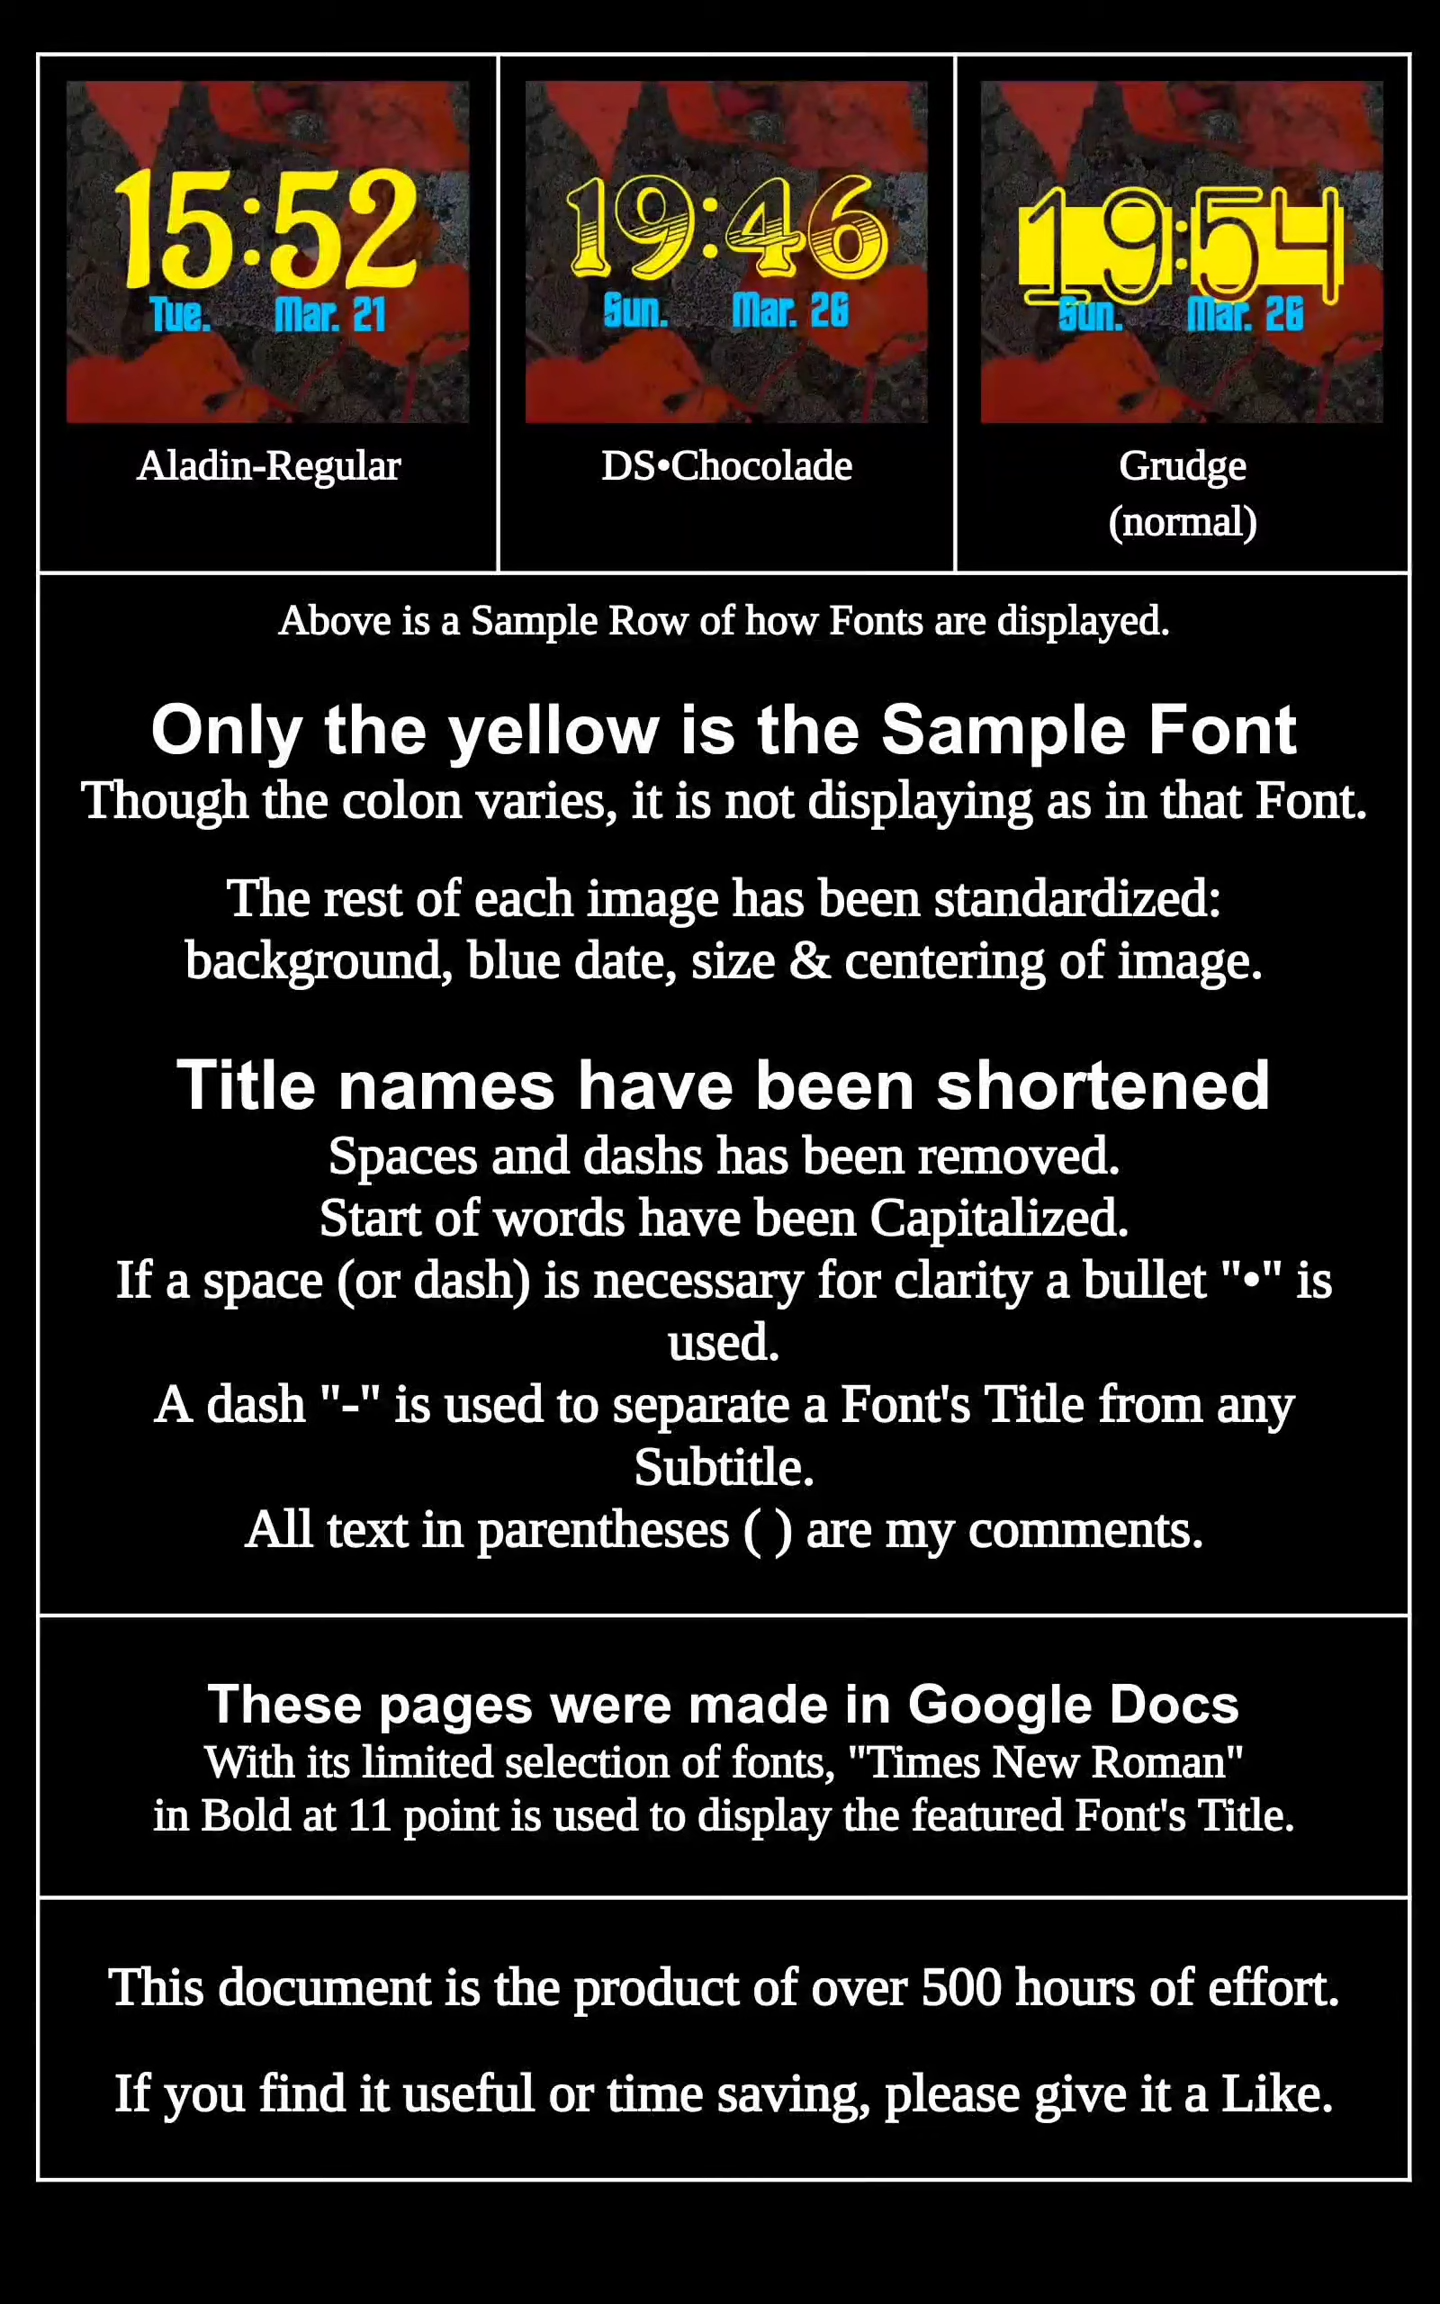 15:52
Tue. Mar. 21
Aladin-Regular
19:46
Sun. Mar. 26
DS•Chocolade
19:54
Sun. Mar. 26
Grudge
(normal)
Above is a Sample Row of how Fonts are displayed.
Only the yellow is the Sample Font
Though the colon varies, it is not displaying as in that Font.
The rest of each image has been standardized:
background, blue date, size & centering of image.
Title names have been shortened
Spaces and dashs has been removed.
Start of words have been Capitalized.
If a space (or dash) is necessary for clarity a bullet "•" is
used.
A dash "-" is used to separate a Font's Title from any
Subtitle.
All text in parentheses ( ) are my comments.
These pages were made in Google Docs
With its limited selection of fonts, "Times New Roman"
in Bold at 11 point is used to display the featured Font's Title.
This document is the product of over 500 hours of effort.
If you find it useful or time saving, please give it a Like.